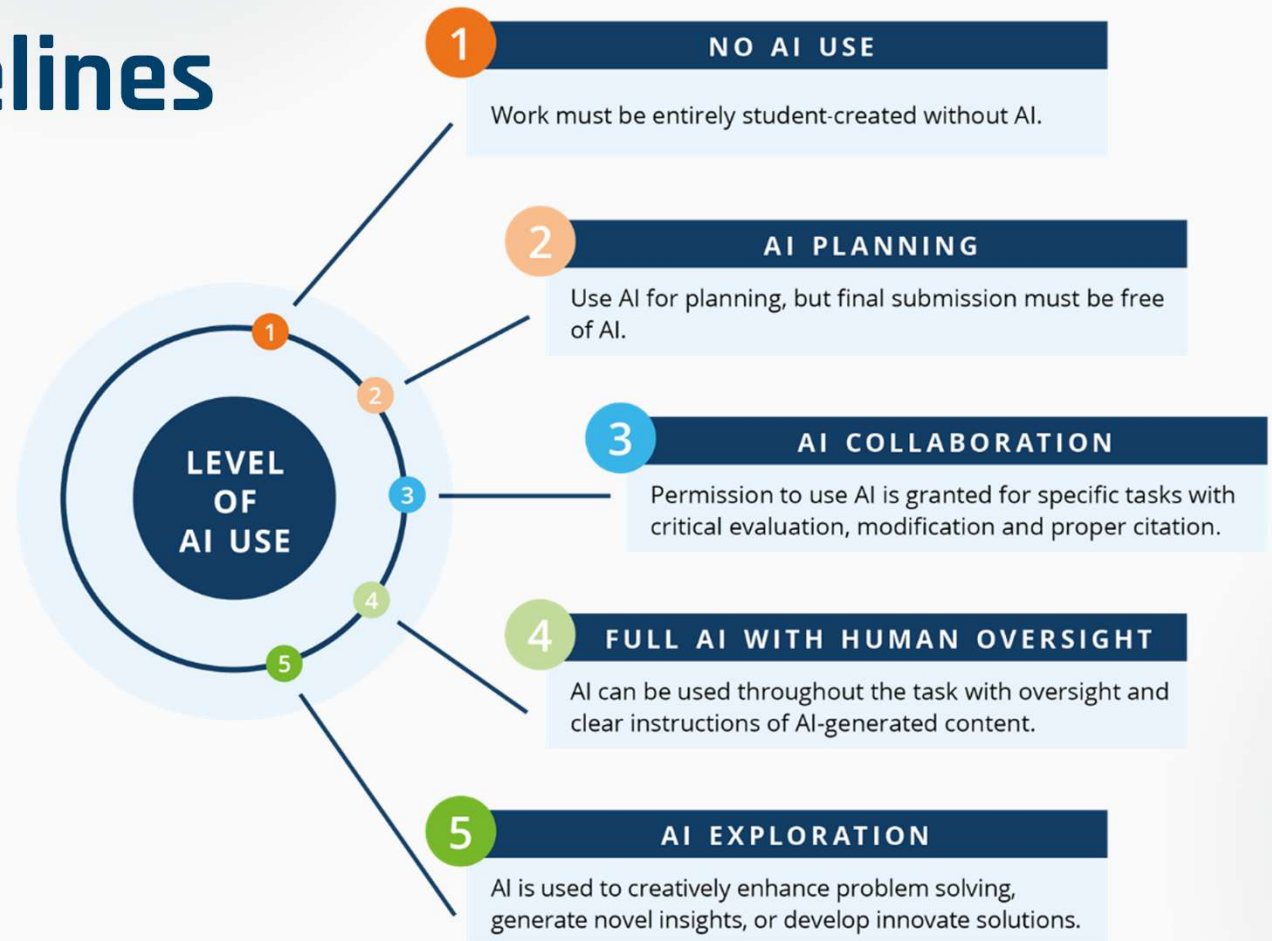 elines
1
NO AI USE
Work must be entirely student-created without AI.
2
AI PLANNING
Use AI for planning, but final submission must be free
of AI.
3
AI COLLABORATION
Permission to use AI is granted for specific tasks with
critical evaluation, modification and proper citation.
4
FULL AI WITH HUMAN OVERSIGHT
AI can be used throughout the task with oversight and
clear instructions of AI-generated content.
5
AI EXPLORATION
AI is used to creatively enhance problem solving,
generate novel insights, or develop innovate solutions.
LEVEL
OF
AI USE
1
2
3
4
5